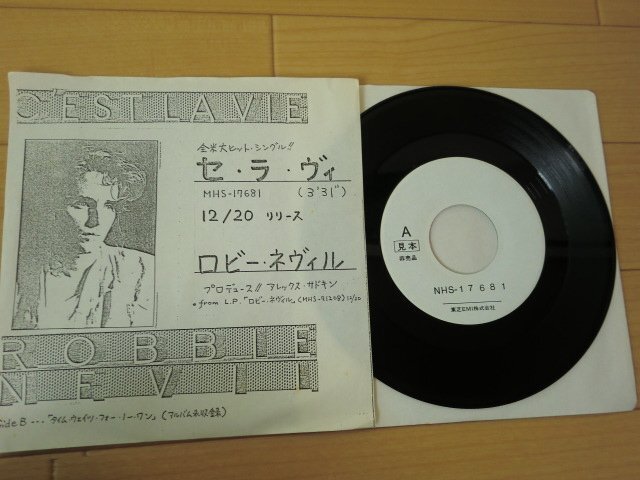 C'EST LA VIE
全米大ヒット・シングル!!
セ・ラ・ヴィ
MHS-17681 (3'31")
12/20 リリース
ロビー・ネヴィル
プロデュース!! アレックス・サドキン
from L.P.「ロビー・ネヴィル」(MHS-91208) 12/20
ROBBIE
NEVIL
Side B ...「タイム・ウェイツ・フォー・ノー・ワン」(アルバム未収録)
A
見本
非売品
NHS-17681
東芝EMI株式会社